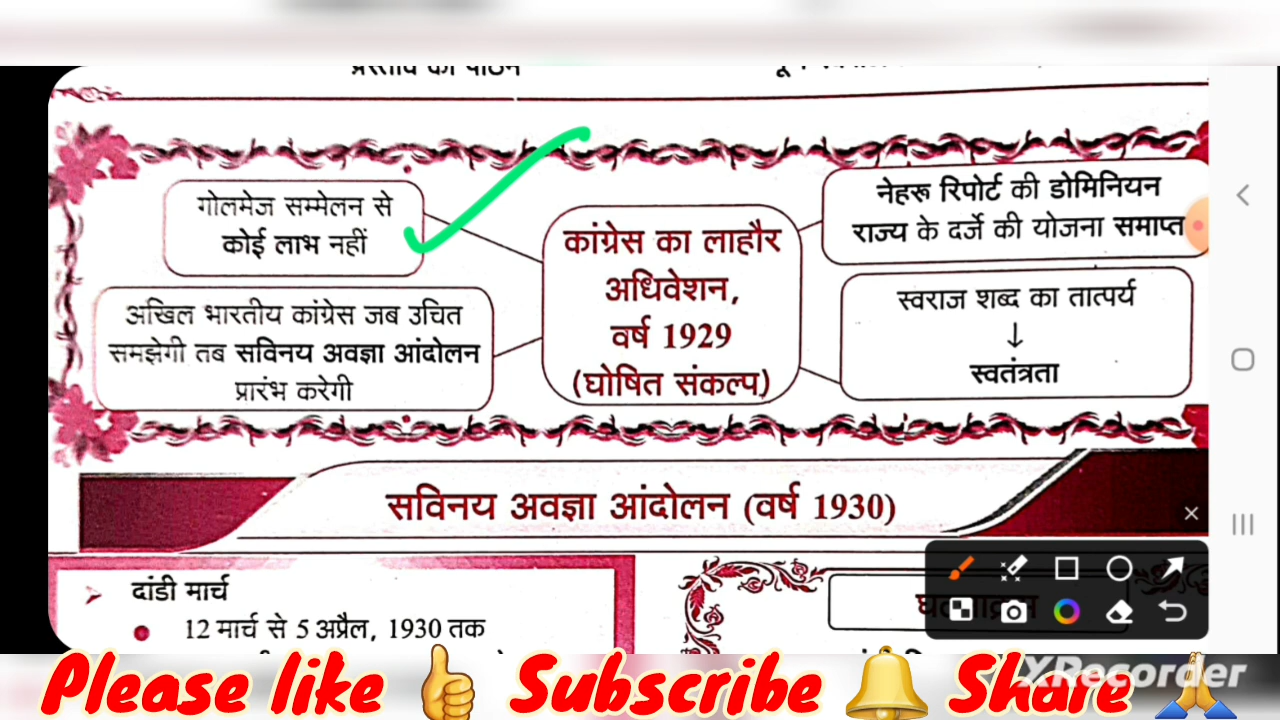 प्रस्ताव का पाठन
गोलमेज सम्मेलन से
कोई लाभ नहीं
अखिल भारतीय कांग्रेस जब उचित
समझेगी तब सविनय अवज्ञा आंदोलन
प्रारंभ करेगी
कांग्रेस का लाहौर
अधिवेशन,
वर्ष 1929
(घोषित संकल्प)
नेहरू रिपोर्ट की डोमिनियन
राज्य के दर्जे की योजना समाप्त
स्वराज शब्द का तात्पर्य
↓
स्वतंत्रता
सविनय अवज्ञा आंदोलन (वर्ष 1930)
दांडी मार्च
12 मार्च से 5 अप्रैल, 1930 तक
Please like 👍 Subscribe 🔔 Share 🙏
XRecorder